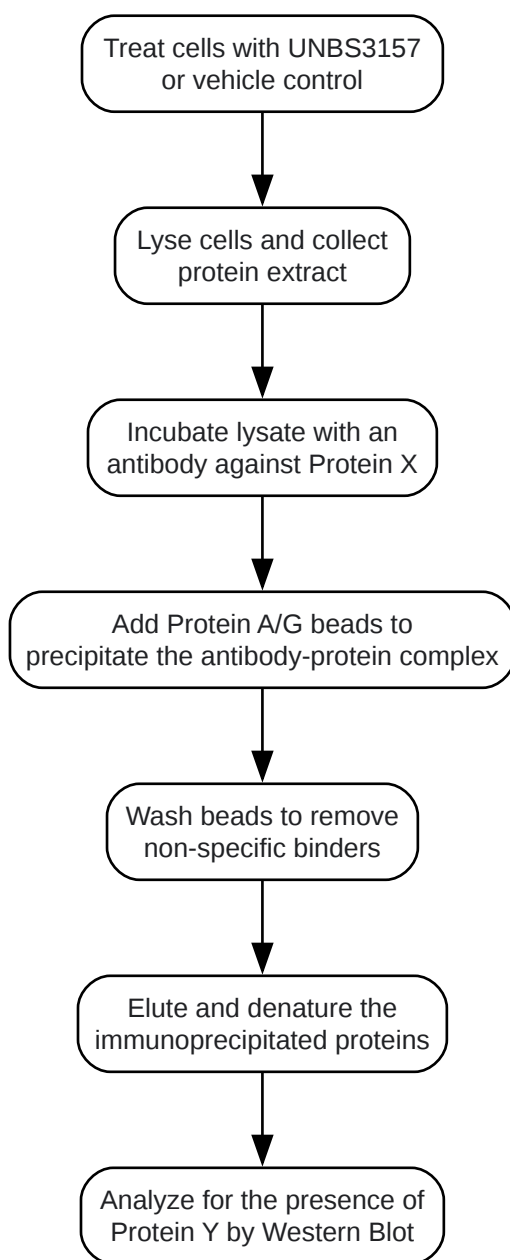 Treat cells with UNBS3157
or vehicle control
Lyse cells and collect
protein extract
Incubate lysate with an
antibody against Protein X
Add Protein A/G beads to
precipitate the antibody-protein complex
Wash beads to remove
non-specific binders
Elute and denature the
immunoprecipitated proteins
Analyze for the presence of
Protein Y by Western Blot